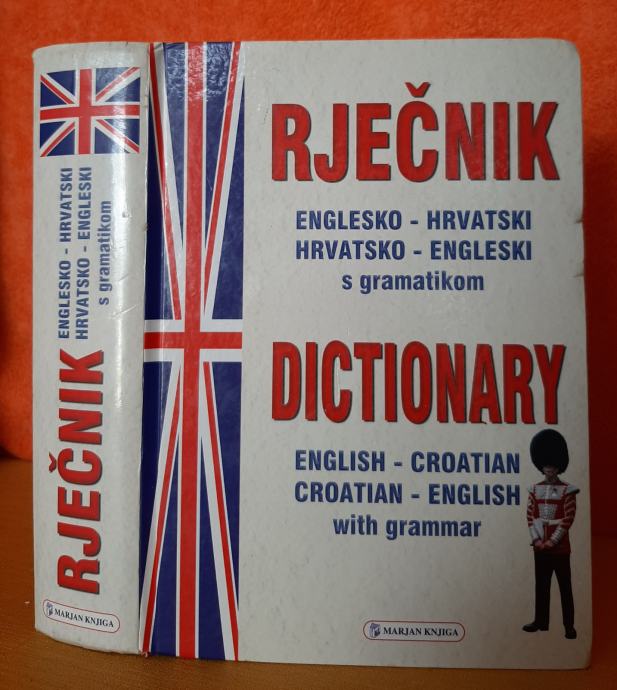 RJEČNIK
ENGLESKO - HRVATSKI
HRVATSKO - ENGLESKI
s gramatikom
MARJAN KNJIGA
RJEČNIK
ENGLESKO - HRVATSKI
HRVATSKO - ENGLESKI
s gramatikom
DICTIONARY
ENGLISH - CROATIAN
CROATIAN - ENGLISH
with grammar
MARJAN KNJIGA